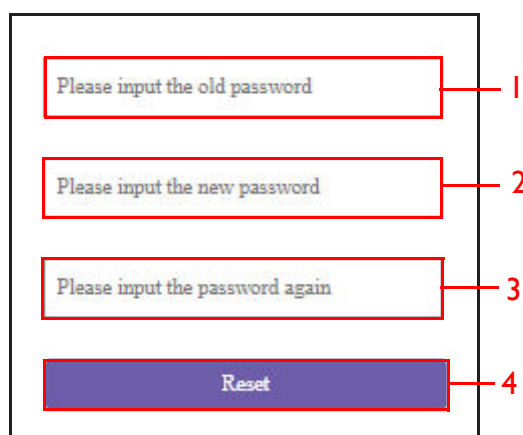 Please input the old password
1
Please input the new password
2
Please input the password again
3
Reset
4